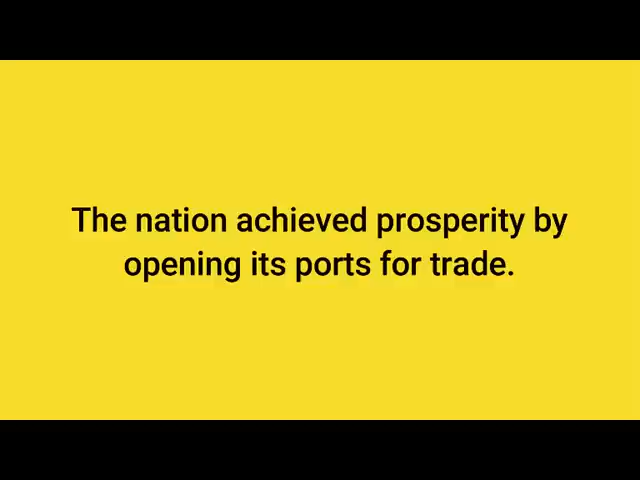 The nation achieved prosperity by
opening its ports for trade.